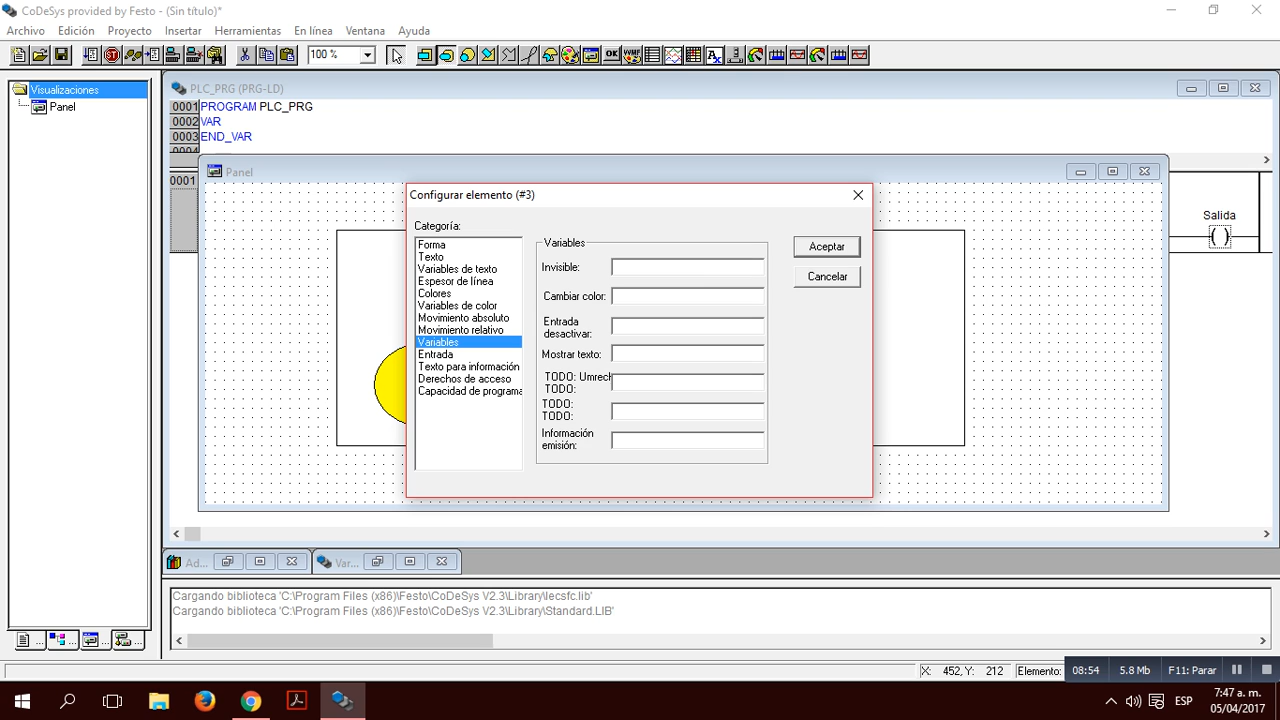 CoDeSys provided by Festo - (Sin título)*
Archivo Edición Proyecto Insertar Herramientas En línea Ventana Ayuda
100 %
Visualizaciones
Panel
PLC_PRG (PRG-LD)
0001 PROGRAM PLC_PRG
0002 VAR
0003 END_VAR
0004
Panel
0001
Salida
Configurar elemento (#3)
Categoría:
Forma
Texto
Variables de texto
Espesor de línea
Colores
Variables de color
Movimiento absoluto
Movimiento relativo
Variables
Entrada
Texto para información
Derechos de acceso
Capacidad de programa
Variables
Invisible:
Cambiar color:
Entrada
desactivar:
Mostrar texto:
TODO: Umrech
TODO:
TODO:
TODO:
Información
emisión:
Aceptar
Cancelar
Ad... Var...
Cargando biblioteca 'C:\Program Files (x86)\Festo\CoDeSys V2.3\Library\Iecsfc.lib'
Cargando biblioteca 'C:\Program Files (x86)\Festo\CoDeSys V2.3\Library\Standard.LIB'
X: 452, Y: 212 Elemento: 08:54 5.8 Mb F11: Parar
ESP
7:47 a. m.
05/04/2017